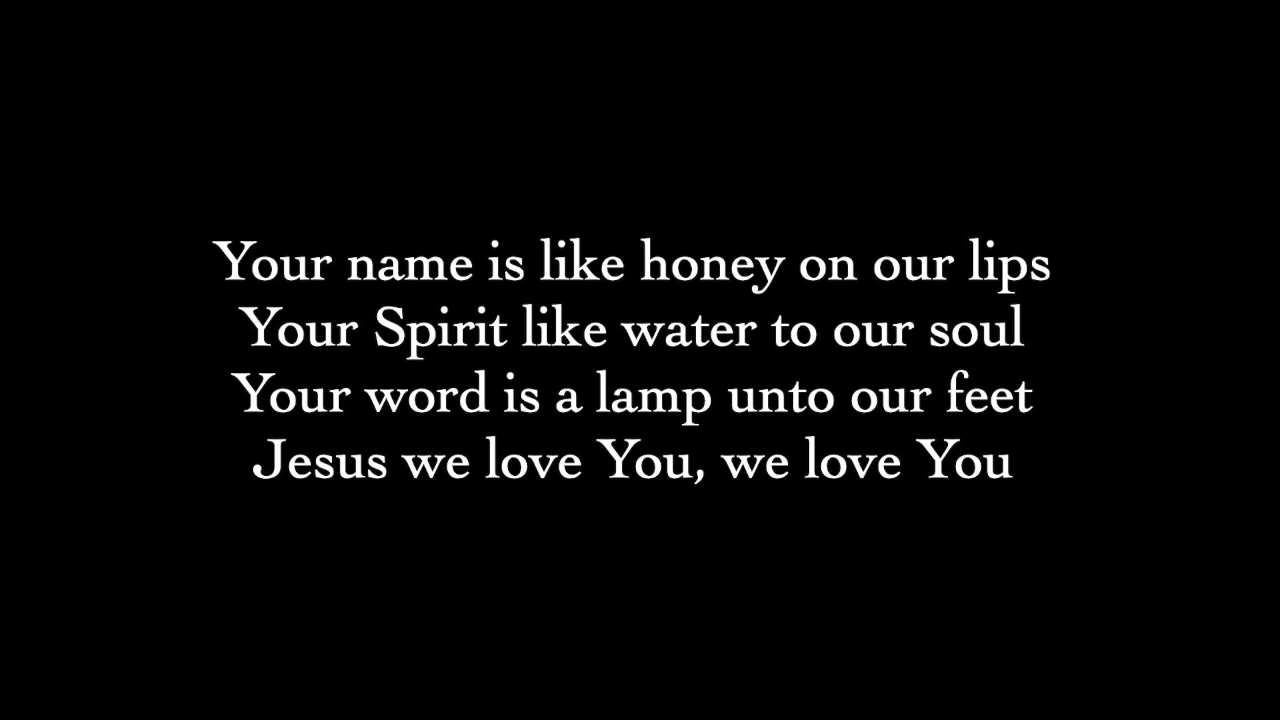 Your name is like honey on our lips
Your Spirit like water to our soul
Your word is a lamp unto our feet
Jesus we love You, we love You